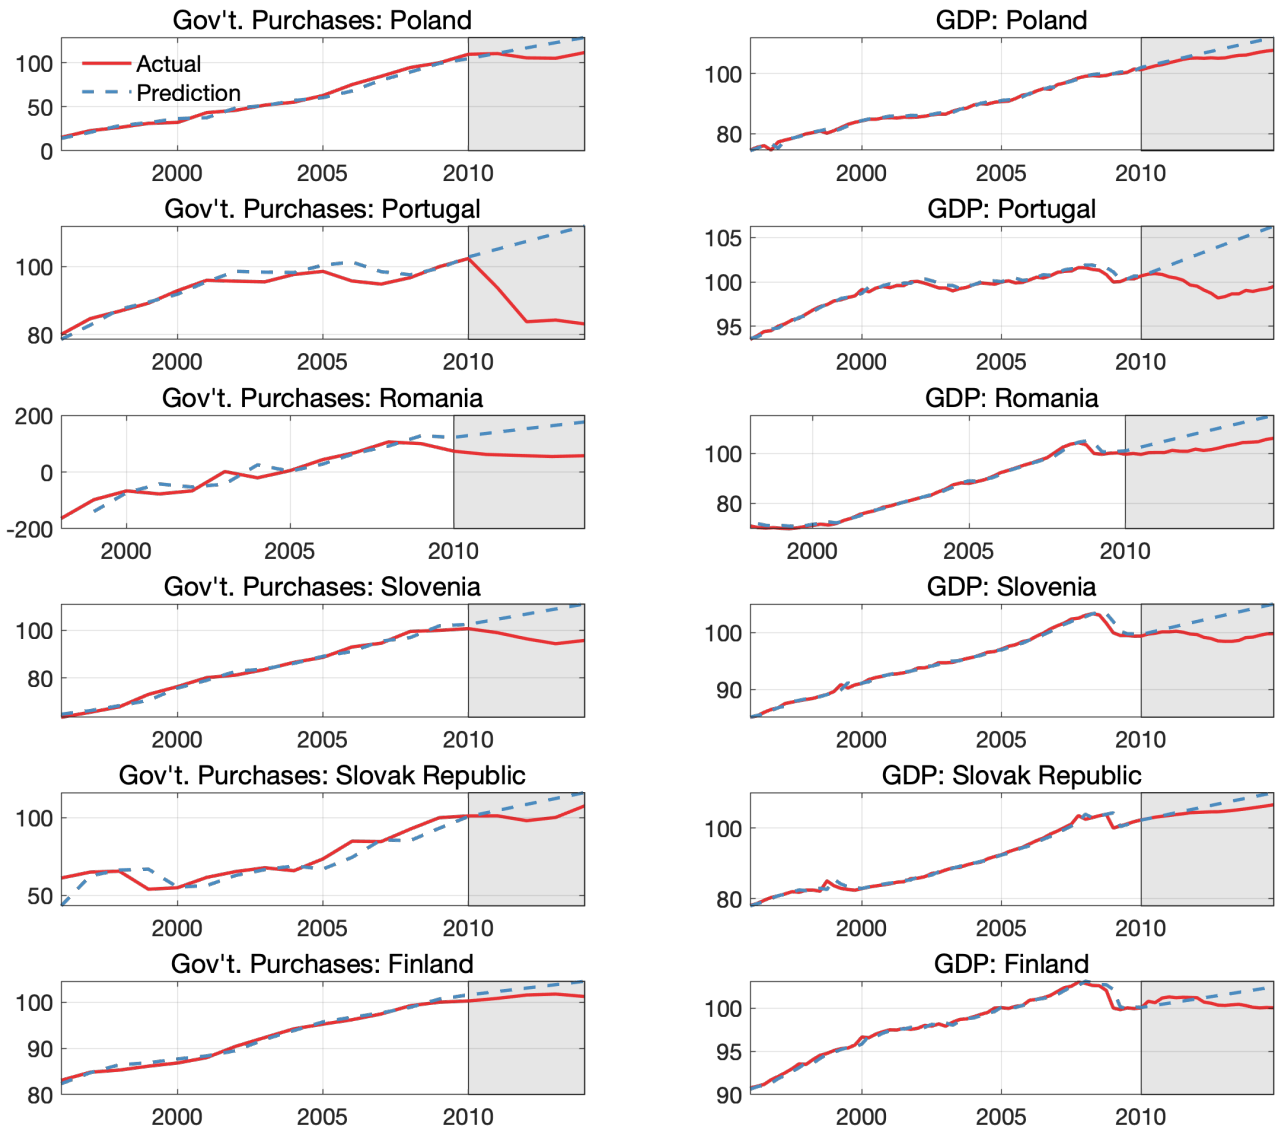 Gov't. Purchases: Poland
100
50
0
Actual
Prediction
2000 2005 2010
GDP: Poland
100
80
2000 2005 2010
Gov't. Purchases: Portugal
100
80
2000 2005 2010
GDP: Portugal
105
100
95
2000 2005 2010
Gov't. Purchases: Romania
200
0
-200
2000 2005 2010
GDP: Romania
100
80
2000 2005 2010
Gov't. Purchases: Slovenia
100
80
2000 2005 2010
GDP: Slovenia
100
90
2000 2005 2010
Gov't. Purchases: Slovak Republic
100
50
2000 2005 2010
GDP: Slovak Republic
100
80
2000 2005 2010
Gov't. Purchases: Finland
100
90
80
2000 2005 2010
GDP: Finland
100
95
90
2000 2005 2010